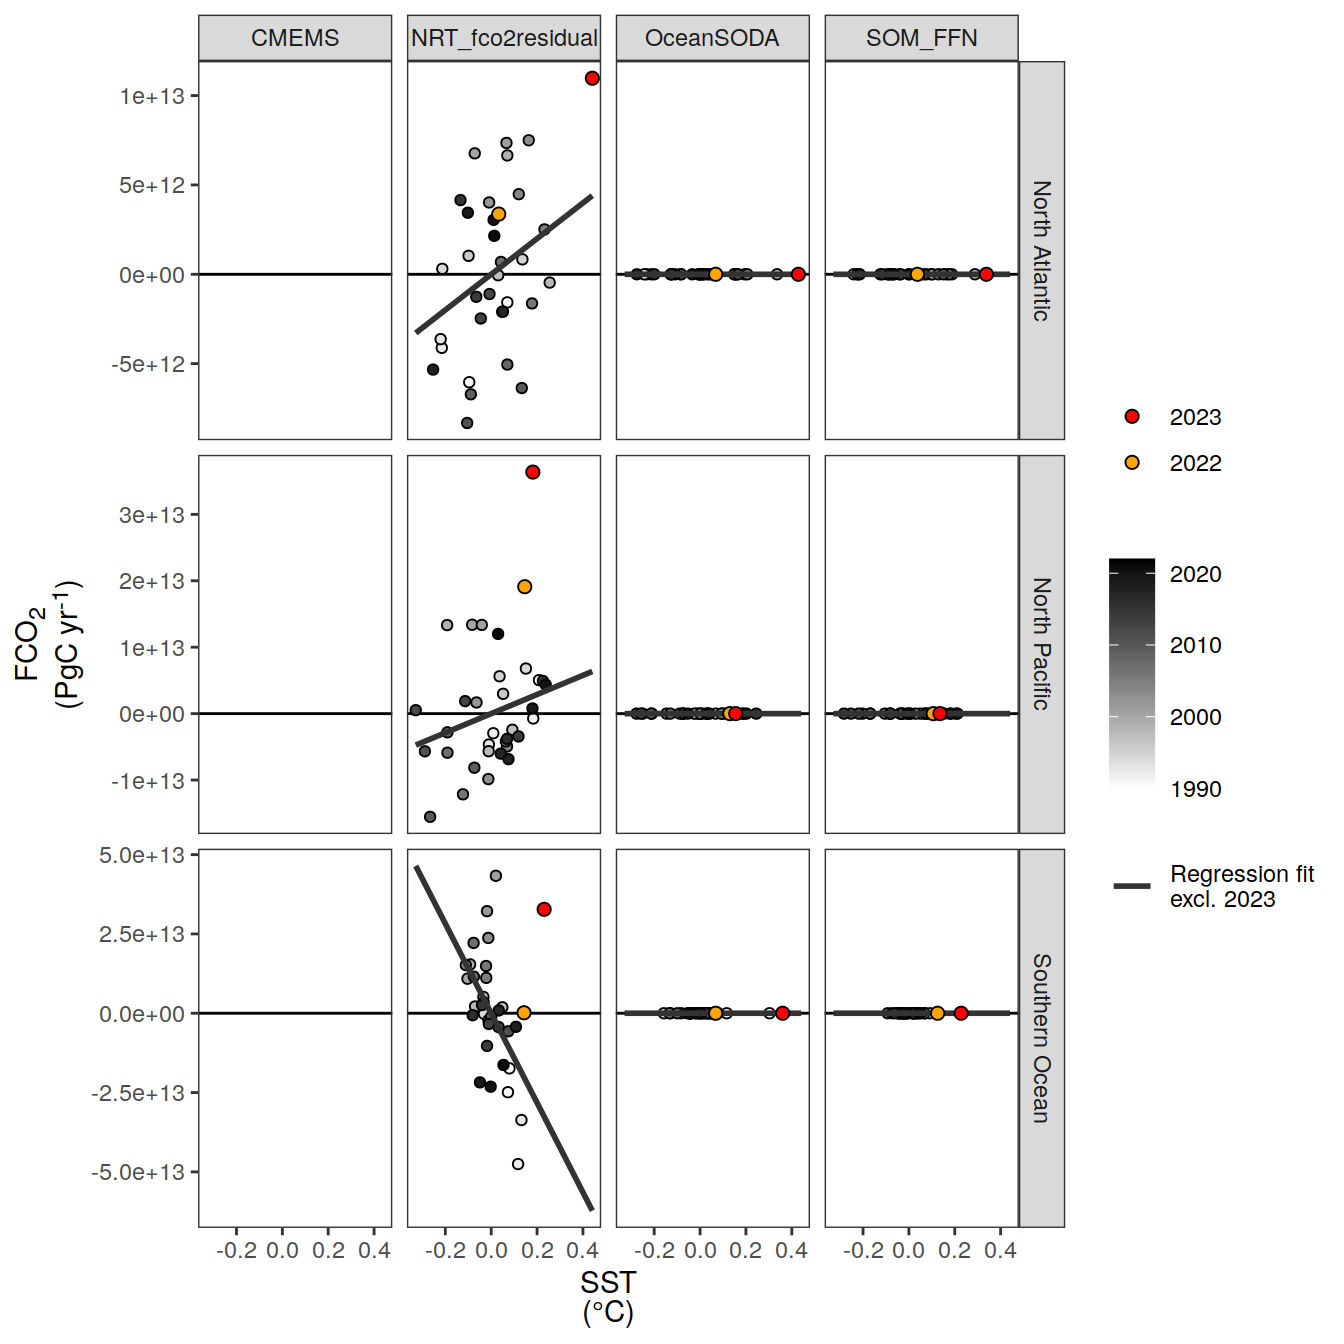 CMEMS NRT_fco2residual OceanSODA SOM_FFN
1e+13
5e+12
0e+00
-5e+12
North Atlantic
3e+13
2e+13
1e+13
0e+00
-1e+13
North Pacific
5.0e+13
2.5e+13
0.0e+00
-2.5e+13
-5.0e+13
Southern Ocean
-0.2 0.0 0.2 0.4 -0.2 0.0 0.2 0.4 -0.2 0.0 0.2 0.4 -0.2 0.0 0.2 0.4
SST
(°C)
FCO₂
(PgC yr⁻¹)
2023
2022
2020
2010
2000
1990
Regression fit
excl. 2023